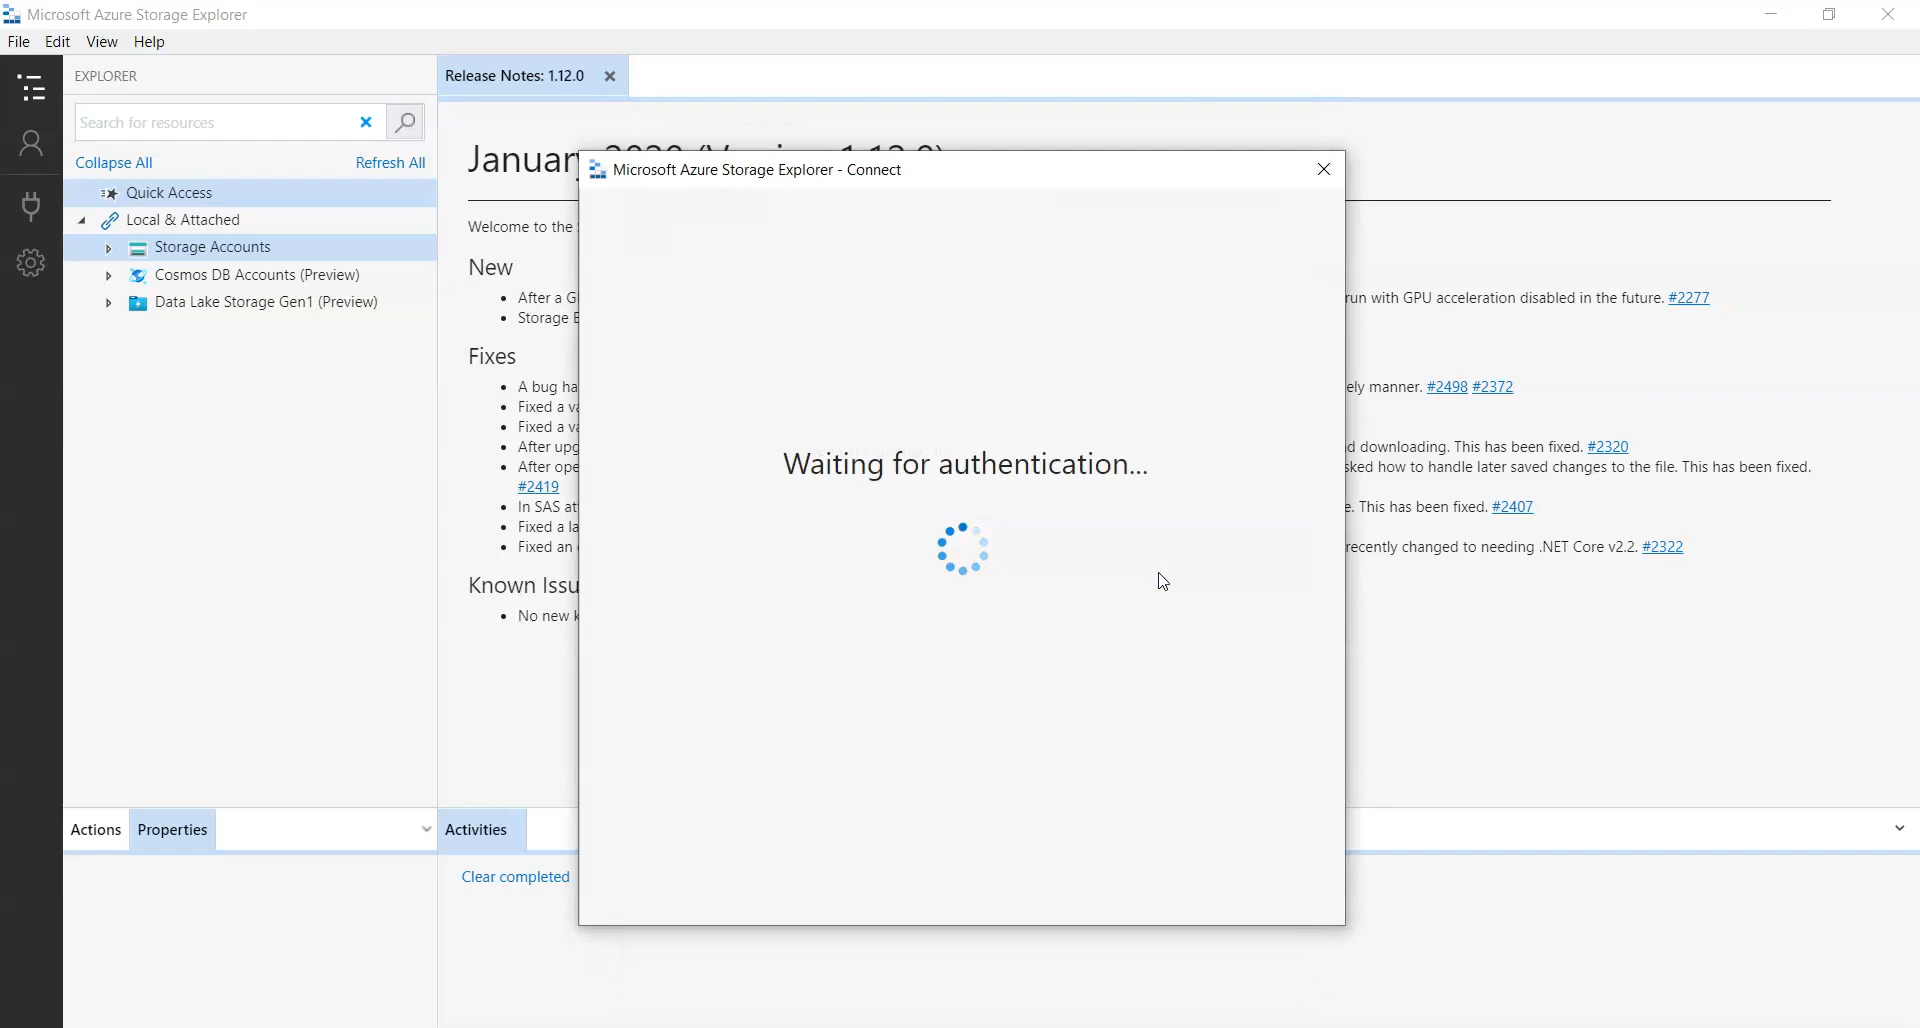 Microsoft Azure Storage Explorer
File Edit View Help
EXPLORER
Search for resources
Collapse All Refresh All
Quick Access
Local & Attached
Storage Accounts
Cosmos DB Accounts (Preview)
Data Lake Storage Gen1 (Preview)
Actions Properties
Release Notes: 1.12.0
Januar
Welcome to the
New
After a G run with GPU acceleration disabled in the future. #2277
Storage E
Fixes
A bug ha ely manner. #2498 #2372
Fixed a va
Fixed a va
After upg d downloading. This has been fixed. #2320
After ope sked how to handle later saved changes to the file. This has been fixed.
#2419
In SAS at e. This has been fixed. #2407
Fixed a la
Fixed an recently changed to needing .NET Core v2.2. #2322
Known Issu
No new k
Microsoft Azure Storage Explorer - Connect
Waiting for authentication...
Activities
Clear completed